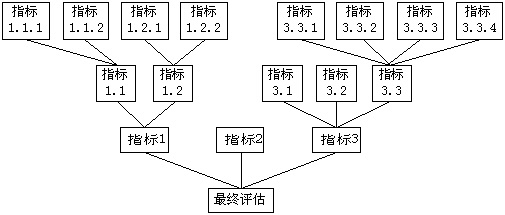 指标
1.1.1
指标
1.1.2
指标
1.2.1
指标
1.2.2
指标
3.3.1
指标
3.3.2
指标
3.3.3
指标
3.3.4
指标
1.1
指标
1.2
指标
3.1
指标
3.2
指标
3.3
指标1
指标2
指标3
最终评估